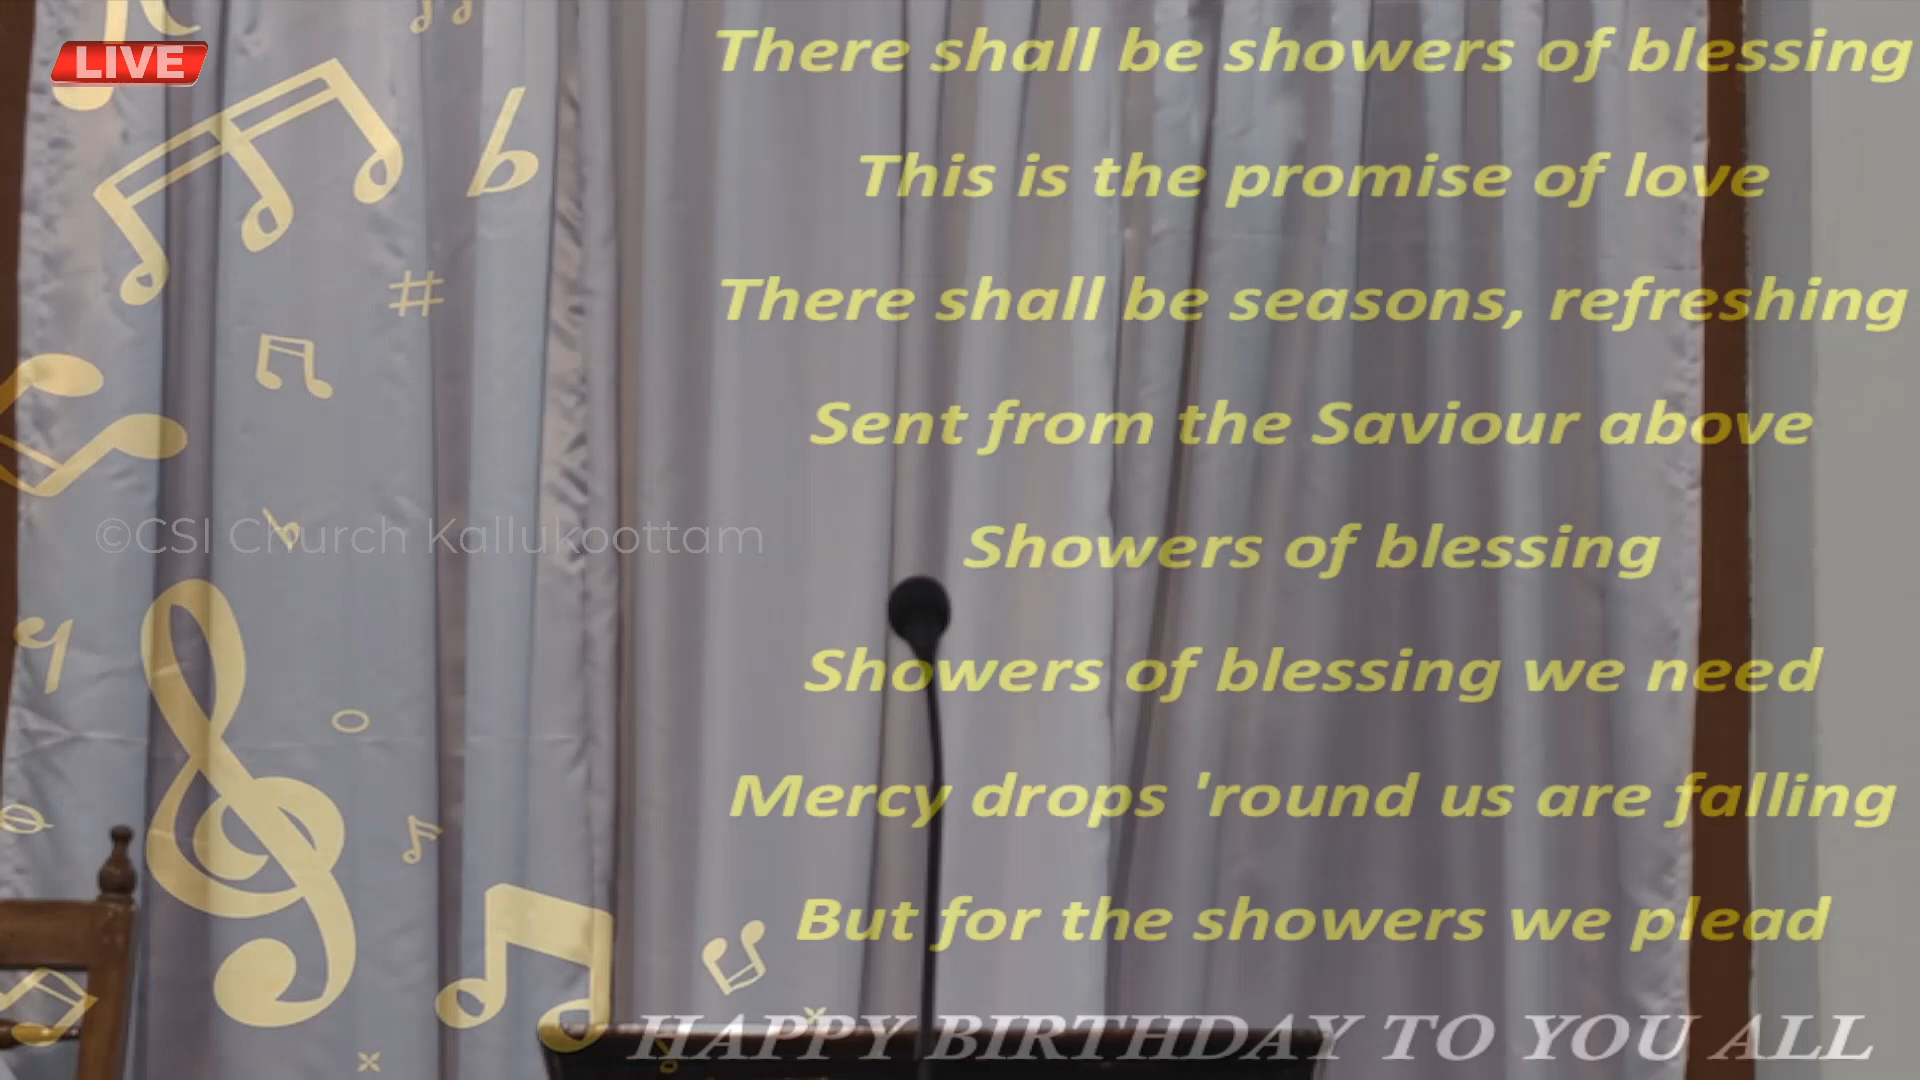 LIVE
There shall be showers of blessing
This is the promise of love
There shall be seasons, refreshing
Sent from the Saviour above
©CSI Church Kallukoottam
Showers of blessing
Showers of blessing we need
Mercy drops 'round us are falling
But for the showers we plead
HAPPY BIRTHDAY TO YOU ALL